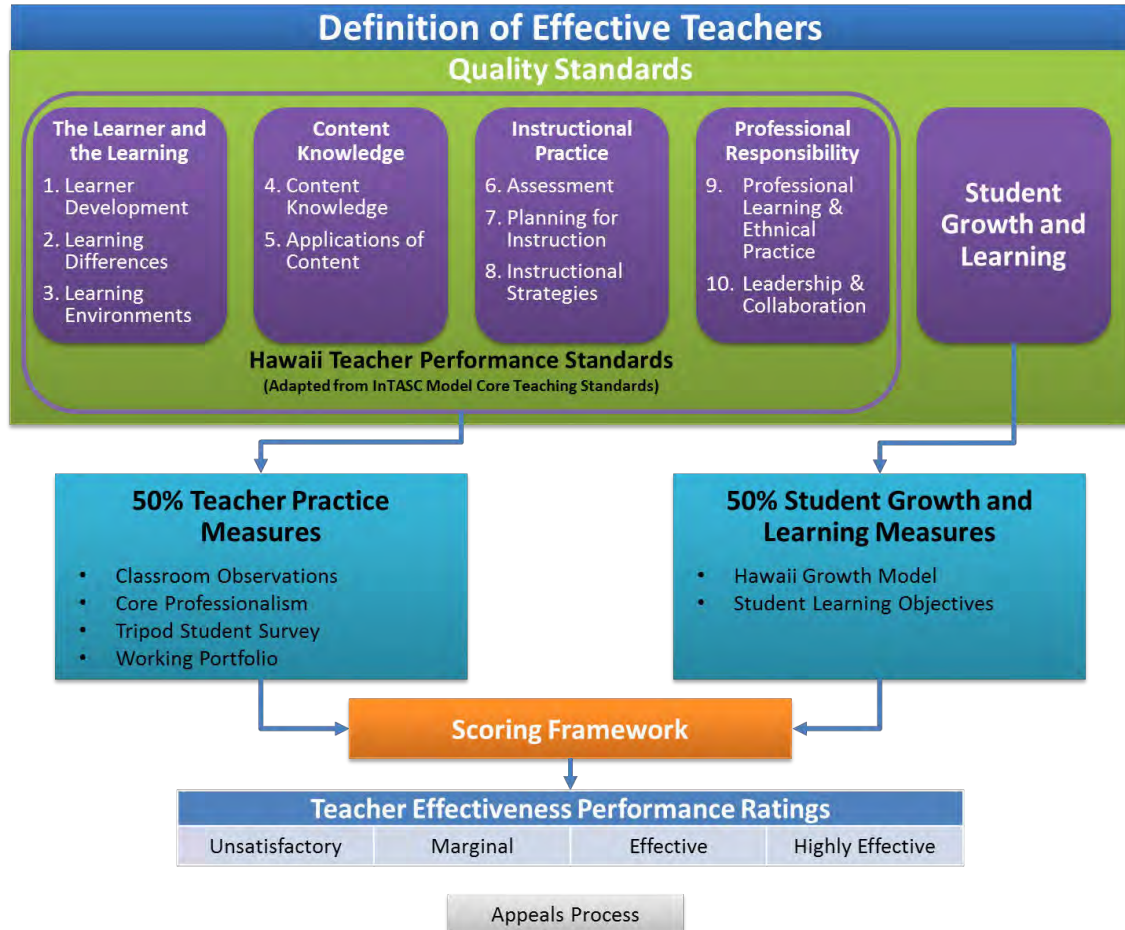 Definition of Effective Teachers
Quality Standards
The Learner and
the Learning
1. Learner
Development
2. Learning
Differences
3. Learning
Environments
Content
Knowledge
4. Content
Knowledge
5. Applications of
Content
Instructional
Practice
6. Assessment
7. Planning for
Instruction
8. Instructional
Strategies
Professional
Responsibility
9. Professional
Learning &
Ethnical
Practice
10. Leadership &
Collaboration
Student
Growth and
Learning
Hawaii Teacher Performance Standards
(Adapted from InTASC Model Core Teaching Standards)
50% Teacher Practice
Measures
• Classroom Observations
• Core Professionalism
• Tripod Student Survey
• Working Portfolio
50% Student Growth and
Learning Measures
• Hawaii Growth Model
• Student Learning Objectives
Scoring Framework
Teacher Effectiveness Performance Ratings
Unsatisfactory
Marginal
Effective
Highly Effective
Appeals Process